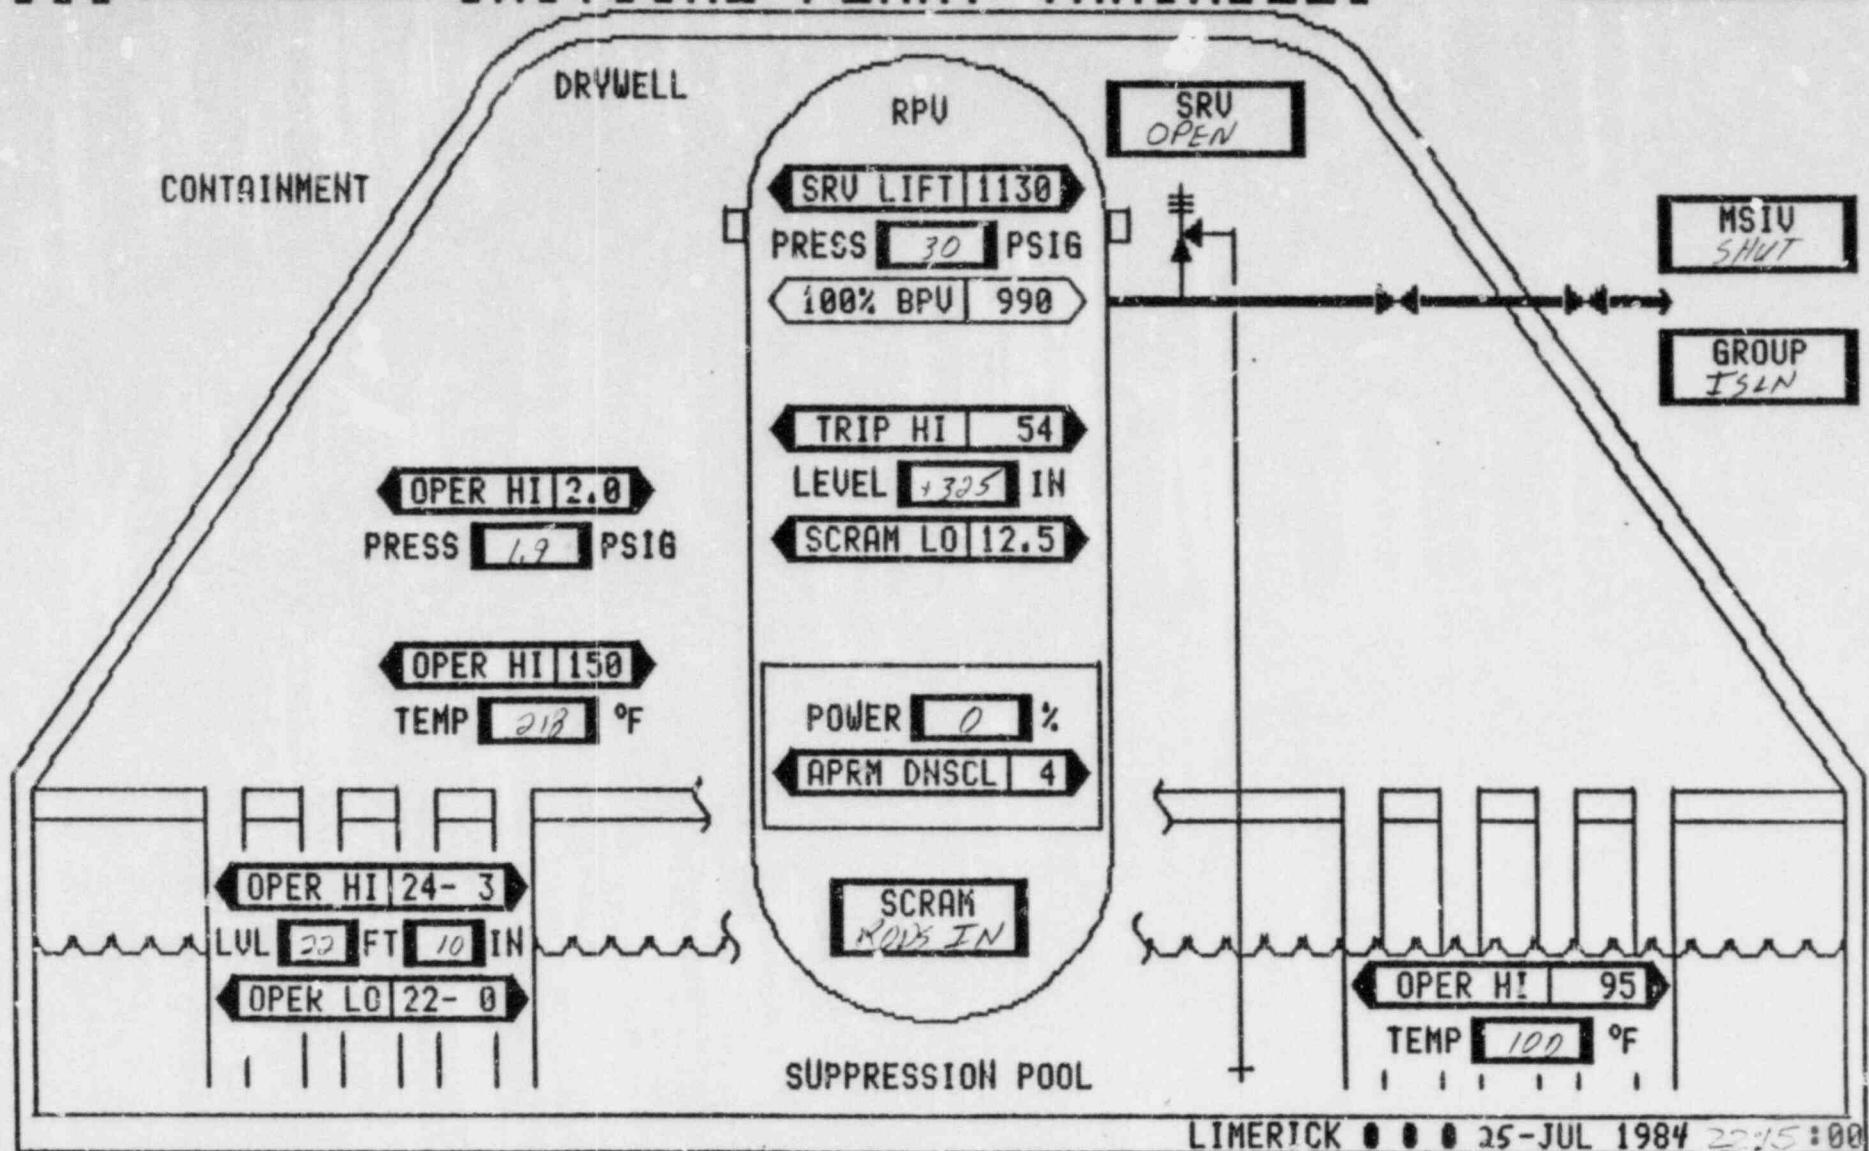 DRYWELL
RPV
SRV
OPEN
CONTAINMENT
SRV LIFT 1130
PRESS 30 PSIG
100% BPV 990
MSIV
SHUT
GROUP
ISLN
TRIP HI 54
LEVEL +325 IN
SCRAM LO 12.5
OPER HI 2.0
PRESS 1.9 PSIG
OPER HI 150
TEMP 218 °F
POWER 0 %
APRM DNSCL 4
OPER HI 24- 3
LVL 22 FT 10 IN
OPER LO 22- 0
SCRAM
RODS IN
OPER HI 95
TEMP 100 °F
SUPPRESSION POOL
LIMERICK 25-JUL 1984 22:15:00